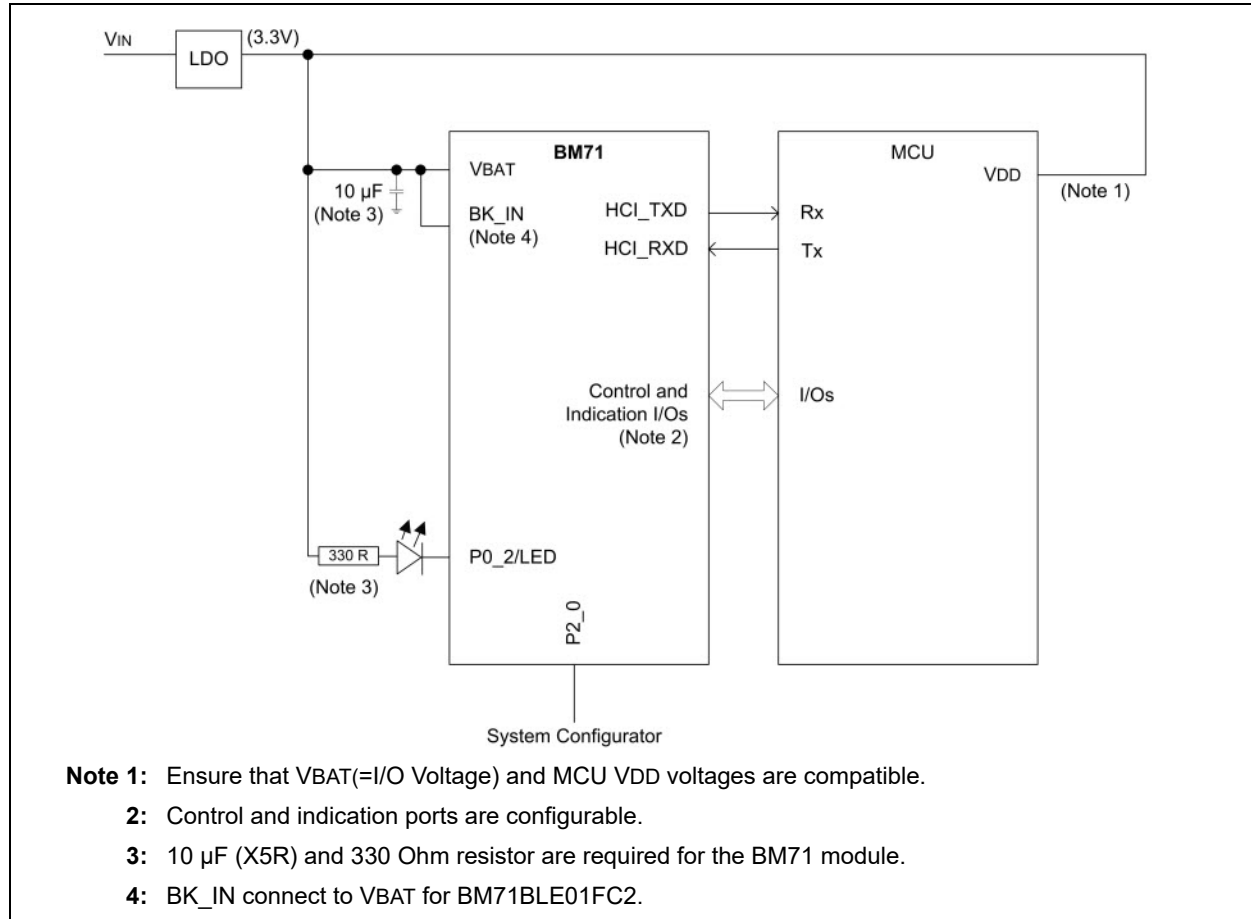 VIN
LDO
(3.3V)
BM71
MCU
VBAT
VDD
10 µF
(Note 3)
(Note 1)
BK_IN
(Note 4)
HCI_TXD
Rx
HCI_RXD
Tx
Control and
Indication I/Os
(Note 2)
I/Os
330 R
(Note 3)
P0_2/LED
P2_0
System Configurator
Note 1: Ensure that VBAT(=I/O Voltage) and MCU VDD voltages are compatible.
2: Control and indication ports are configurable.
3: 10 µF (X5R) and 330 Ohm resistor are required for the BM71 module.
4: BK_IN connect to VBAT for BM71BLE01FC2.